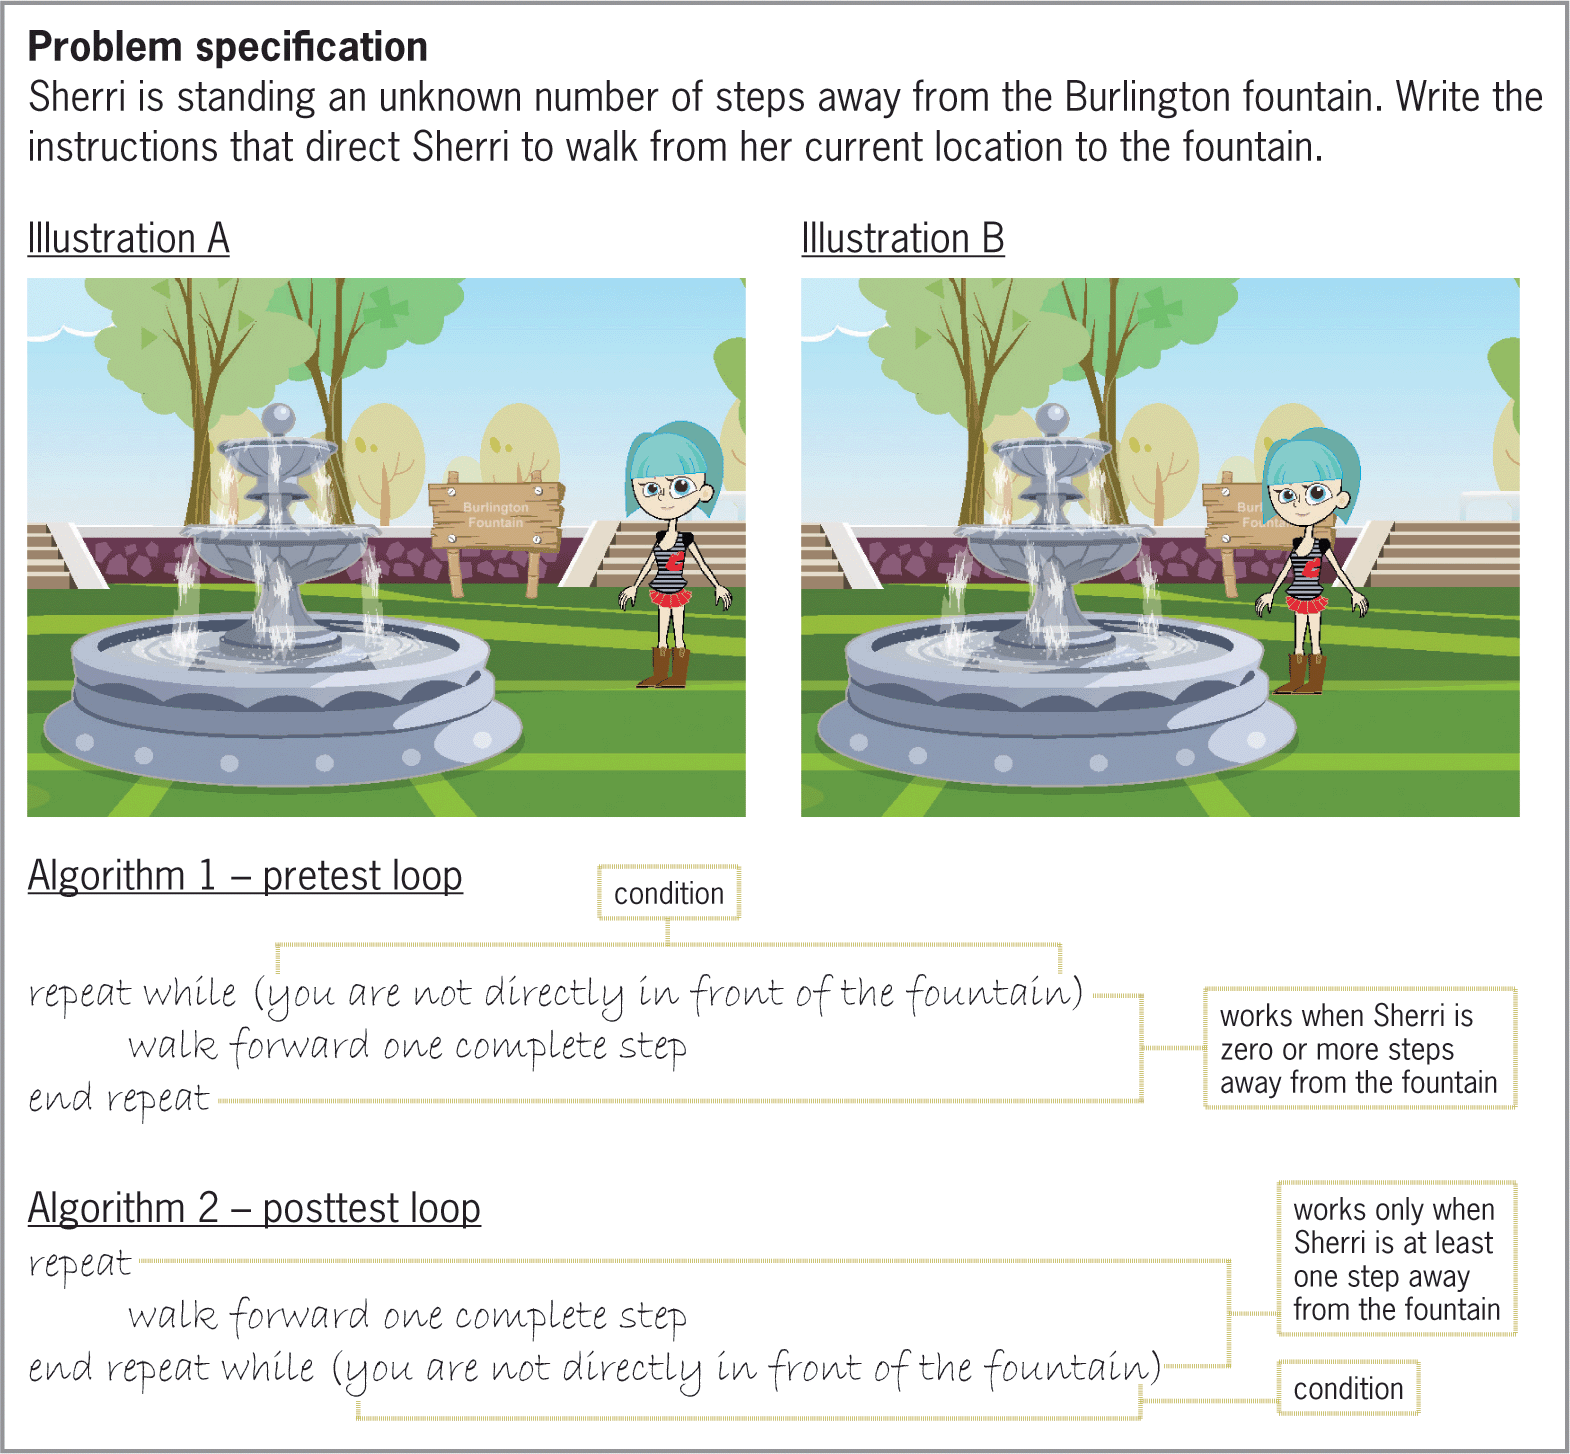 Problem specification
Sherri is standing an unknown number of steps away from the Burlington fountain. Write the
instructions that direct Sherri to walk from her current location to the fountain.
Illustration A
Illustration B
Burlington
Fountain
Burl
Founta
Algorithm 1 – pretest loop
condition
repeat while (you are not directly in front of the fountain)
walk forward one complete step
end repeat
works when Sherri is
zero or more steps
away from the fountain
Algorithm 2 – posttest loop
repeat
walk forward one complete step
end repeat while (you are not directly in front of the fountain)
works only when
Sherri is at least
one step away
from the fountain
condition